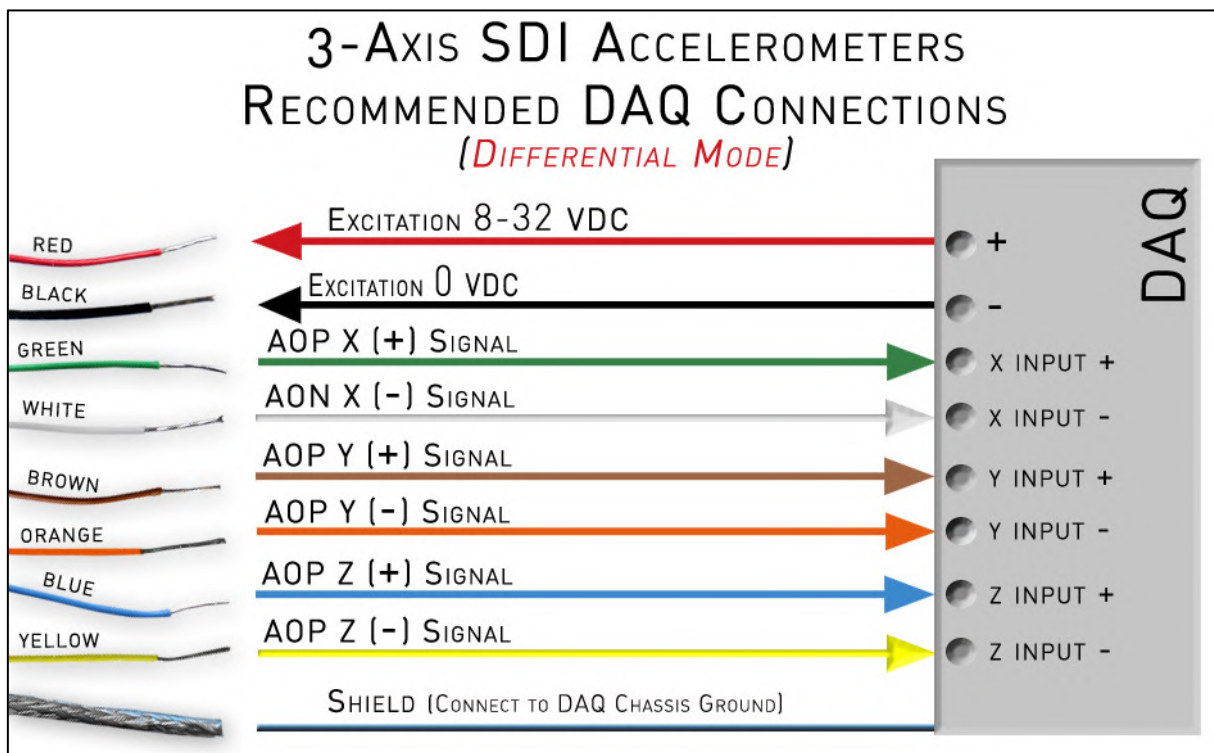 3-Axis SDI Accelerometers
Recommended DAQ Connections
(Differential Mode)
DAQ
RED
Excitation 8-32 VDC
+
BLACK
Excitation 0 VDC
-
GREEN
AOP X (+) Signal
X INPUT +
WHITE
AON X (-) Signal
X INPUT -
BROWN
AOP Y (+) Signal
Y INPUT +
ORANGE
AOP Y (-) Signal
Y INPUT -
BLUE
AOP Z (+) Signal
Z INPUT +
YELLOW
AOP Z (-) Signal
Z INPUT -
Shield (Connect to DAQ Chassis Ground)